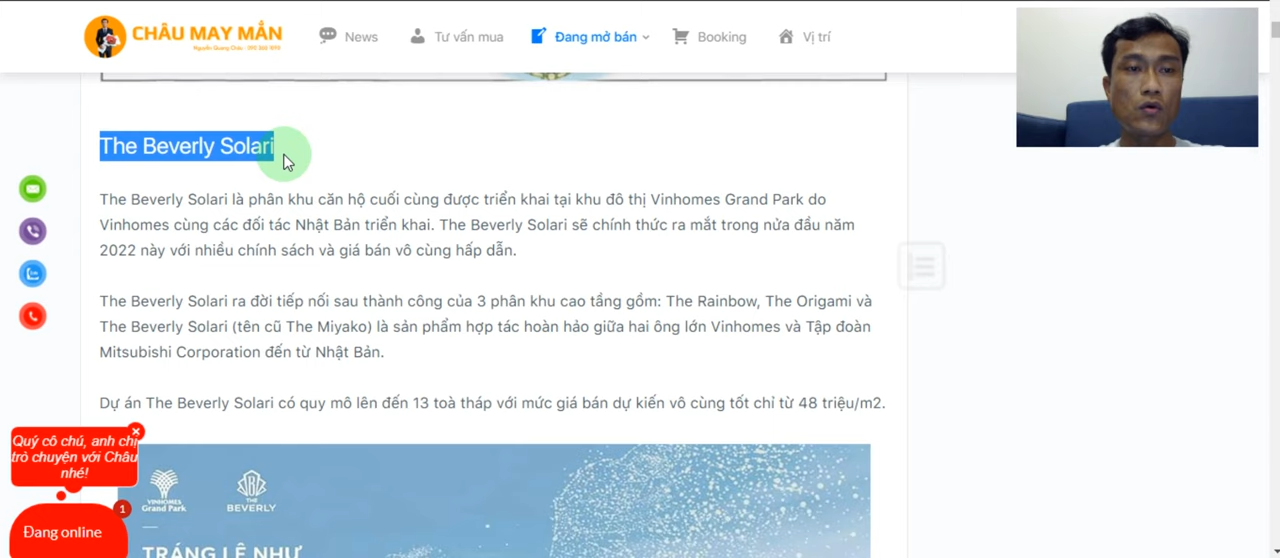 CHÂU MAY MẮN
News
Tư vấn mua
Đang mở bán
Booking
Vị trí
The Beverly Solari
The Beverly Solari là phân khu căn hộ cuối cùng được triển khai tại khu đô thị Vinhomes Grand Park do
Vinhomes cùng các đối tác Nhật Bản triển khai. The Beverly Solari sẽ chính thức ra mắt trong nửa đầu năm
2022 này với nhiều chính sách và giá bán vô cùng hấp dẫn.
The Beverly Solari ra đời tiếp nối sau thành công của 3 phân khu cao tầng gồm: The Rainbow, The Origami và
The Beverly Solari (tên cũ The Miyako) là sản phẩm hợp tác hoàn hảo giữa hai ông lớn Vinhomes và Tập đoàn
Mitsubishi Corporation đến từ Nhật Bản.
Dự án The Beverly Solari có quy mô lên đến 13 toà tháp với mức giá bán dự kiến vô cùng tốt chỉ từ 48 triệu/m2.
Quý cô chú, anh chị
trò chuyện với Châu
nhé!
1
Đang online
VINHOMES
Grand Park
THE
BEVERLY
TRÁNG LỆ NHƯ